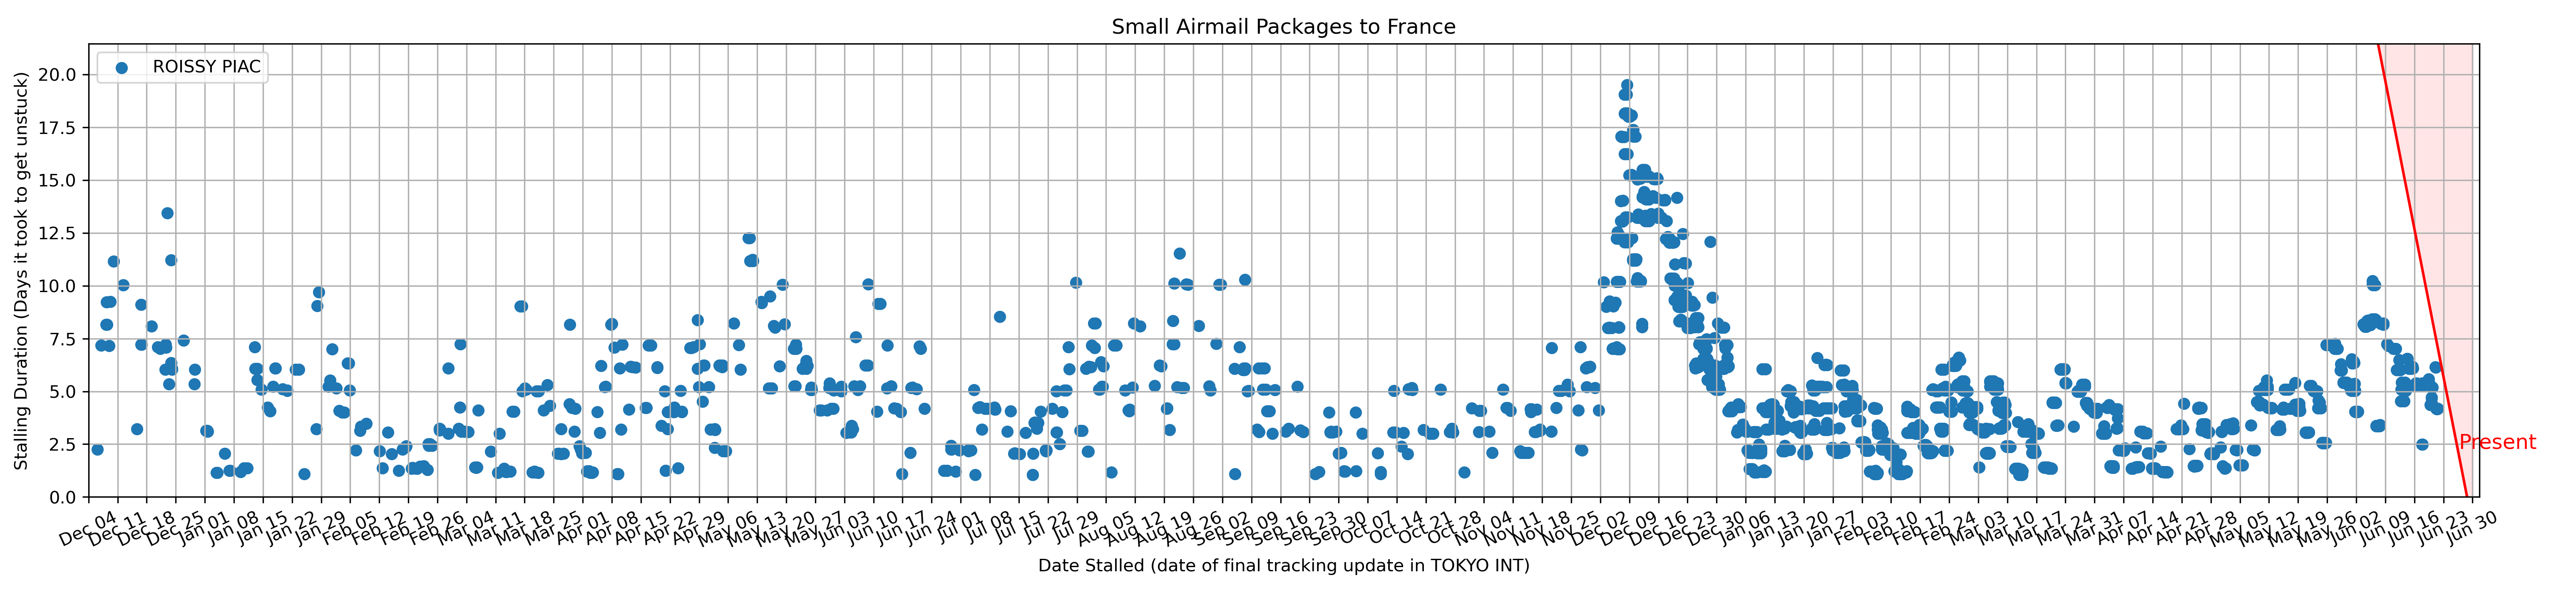 Small Airmail Packages to France
ROISSY PIAC
Stalling Duration (Days it took to get unstuck)
20.0
17.5
15.0
12.5
10.0
7.5
5.0
2.5
0.0
Present
Dec 04
Dec 11
Dec 18
Dec 25
Jan 01
Jan 08
Jan 15
Jan 22
Jan 29
Feb 05
Feb 12
Feb 19
Feb 26
Mar 04
Mar 11
Mar 18
Mar 25
Apr 01
Apr 08
Apr 15
Apr 22
Apr 29
May 06
May 13
May 20
May 27
Jun 03
Jun 10
Jun 17
Jun 24
Jul 01
Jul 08
Jul 15
Jul 22
Jul 29
Aug 05
Aug 12
Aug 19
Aug 26
Sep 02
Sep 09
Sep 16
Sep 23
Sep 30
Oct 07
Oct 14
Oct 21
Oct 28
Nov 04
Nov 11
Nov 18
Nov 25
Dec 02
Dec 09
Dec 16
Dec 23
Dec 30
Jan 06
Jan 13
Jan 20
Jan 27
Feb 03
Feb 10
Feb 17
Feb 24
Mar 03
Mar 10
Mar 17
Mar 24
Mar 31
Apr 07
Apr 14
Apr 21
Apr 28
May 05
May 12
May 19
May 26
Jun 02
Jun 09
Jun 16
Jun 23
Jun 30
Date Stalled (date of final tracking update in TOKYO INT)